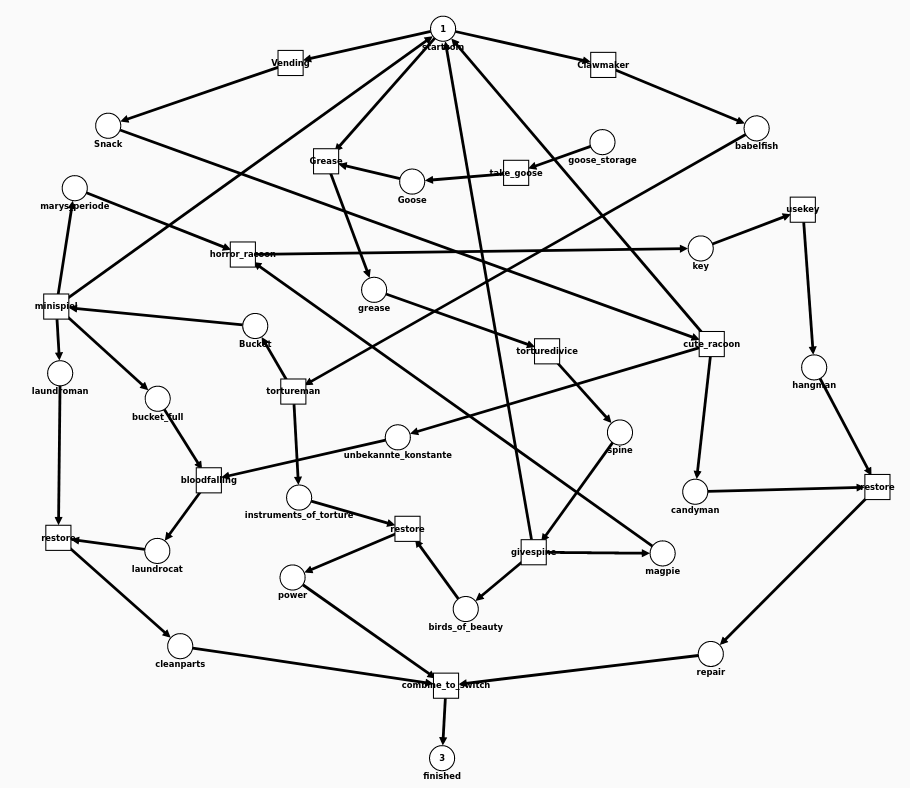 1
startcoin
Vending
Clawmaker
Snack
babelfish
goose_storage
Grease
take_goose
Goose
marysperiode
usekey
horror_racoon
key
minispiel
grease
Bucket
cute_racoon
torturedivice
laundroman
tortureman
hangman
bucket_full
spine
unbekannte_konstante
bloodfalling
restore
candyman
instruments_of_torture
restore
restore
givespine
laundrocat
magpie
power
birds_of_beauty
cleanparts
repair
combine_to_switch
3
finished